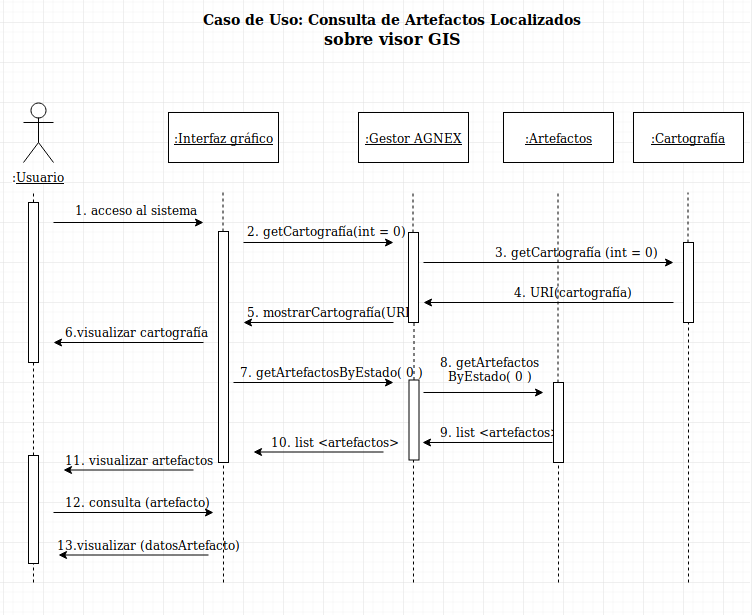 Caso de Uso: Consulta de Artefactos Localizados
sobre visor GIS
:Interfaz gráfico
:Gestor AGNEX
:Artefactos
:Cartografía
:Usuario
1. acceso al sistema
2. getCartografía(int = 0)
3. getCartografía (int = 0)
4. URI(cartografía)
5. mostrarCartografía(URI
6.visualizar cartografía
7. getArtefactosByEstado( 0 )
8. getArtefactos
ByEstado( 0 )
9. list <artefactos>
10. list <artefactos>
11. visualizar artefactos
12. consulta (artefacto)
13.visualizar (datosArtefacto)